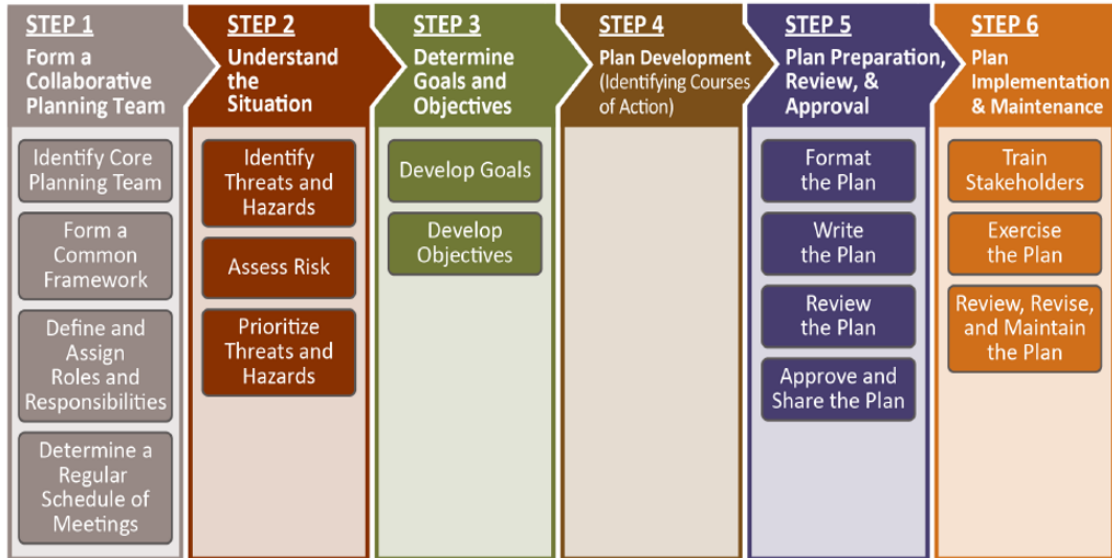 STEP 1
Form a
Collaborative
Planning Team
Identify Core
Planning Team
Form a
Common
Framework
Define and
Assign
Roles and
Responsibilities
Determine a
Regular
Schedule of
Meetings
STEP 2
Understand
the
Situation
Identify
Threats and
Hazards
Assess Risk
Prioritize
Threats and
Hazards
STEP 3
Determine
Goals and
Objectives
Develop Goals
Develop
Objectives
STEP 4
Plan Development
(Identifying Courses
of Action)
STEP 5
Plan Preparation,
Review, &
Approval
Format
the Plan
Write
the Plan
Review
the Plan
Approve and
Share the Plan
STEP 6
Plan
Implementation
& Maintenance
Train
Stakeholders
Exercise
the Plan
Review, Revise,
and Maintain
the Plan